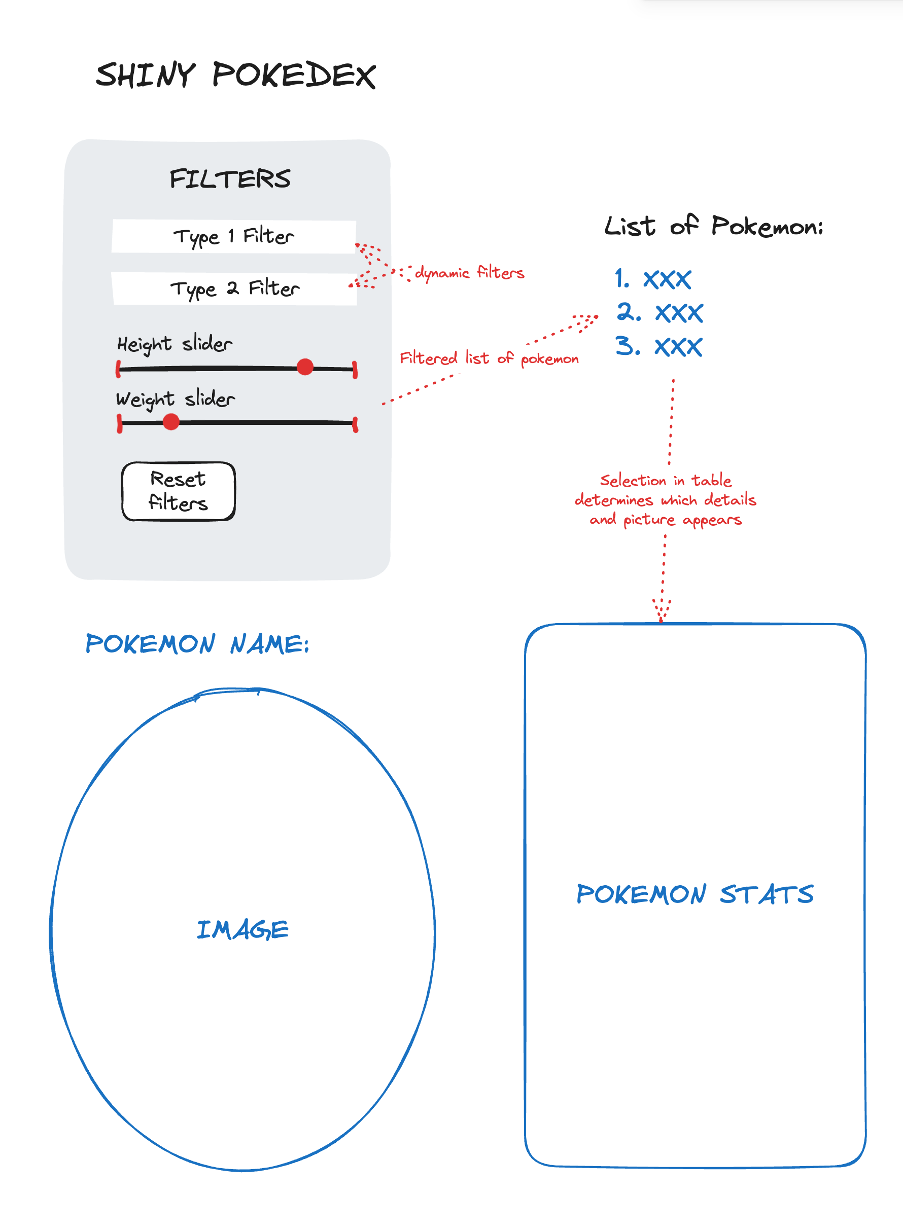 SHINY POKEDEX
FILTERS
Type 1 Filter
Type 2 Filter
dynamic filters
Height slider
Weight slider
Reset
filters
List of Pokemon:
1. XXX
2. XXX
3. XXX
Filtered list of pokemon
Selection in table
determines which details
and picture appears
POKEMON NAME:
IMAGE
POKEMON STATS